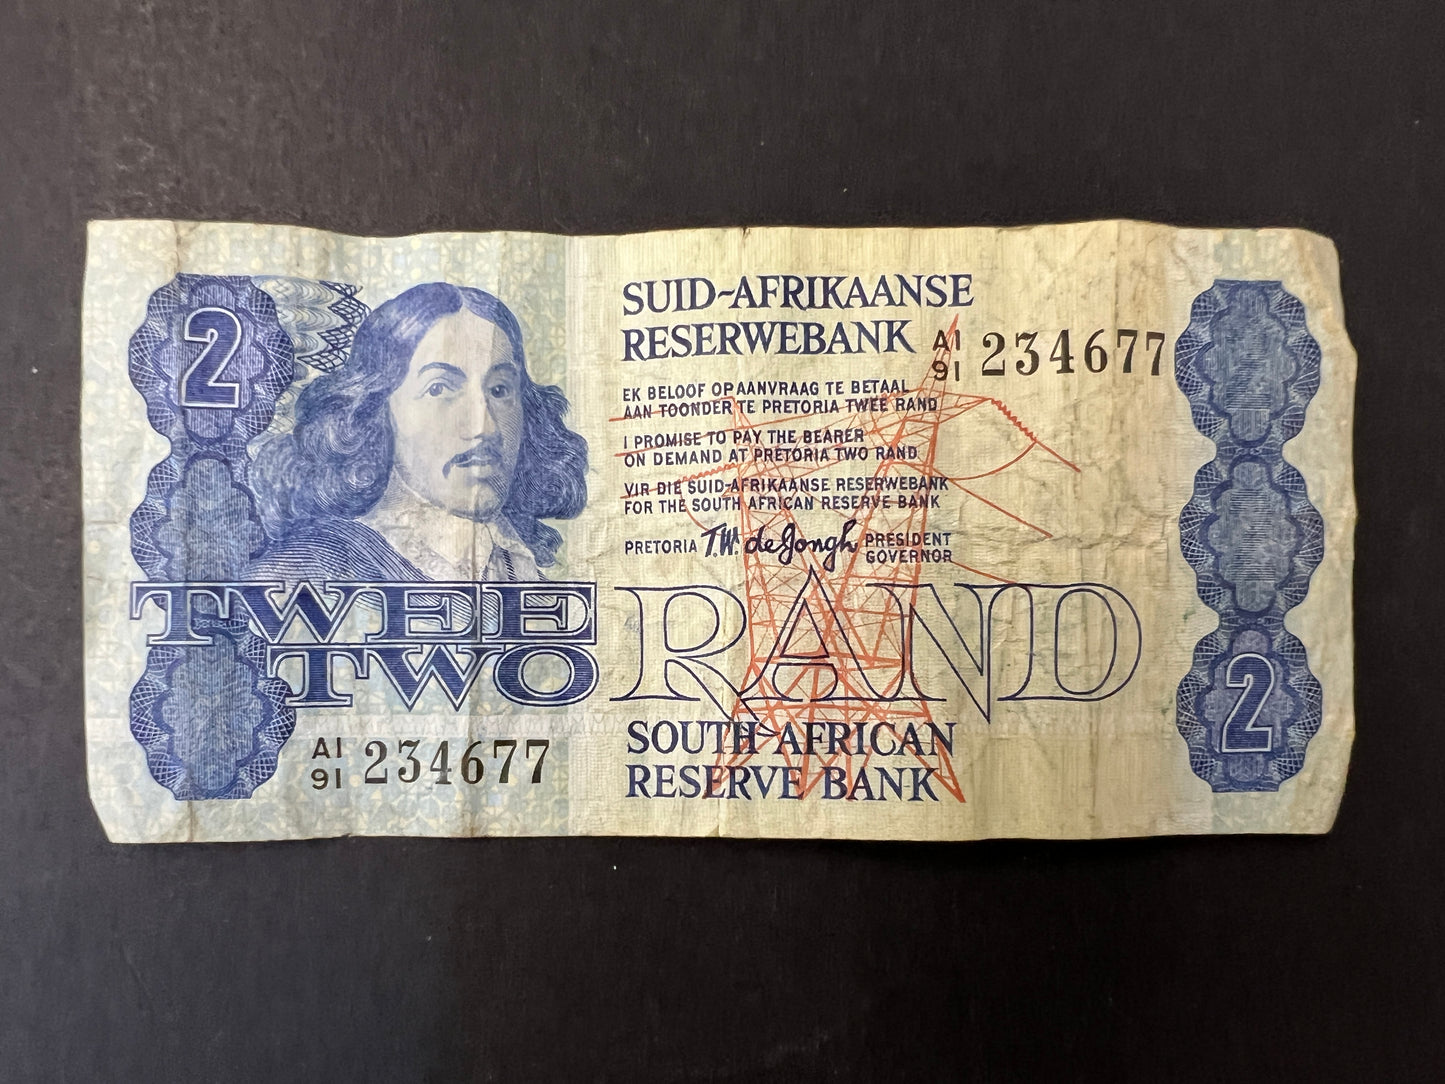 2
SUID-AFRIKAANSE
RESERWEBANK
A1
91 234677
EK BELOOF OP AANVRAAG TE BETAAL
AAN TOONDER TE PRETORIA TWEE RAND
I PROMISE TO PAY THE BEARER
ON DEMAND AT PRETORIA TWO RAND
VIR DIE SUID-AFRIKAANSE RESERWEBANK
FOR THE SOUTH AFRICAN RESERVE BANK
PRETORIA T.W. de Jongh PRESIDENT
GOVERNOR
TWEE
TWO
RAND
2
A1
91 234677
SOUTH AFRICAN
RESERVE BANK